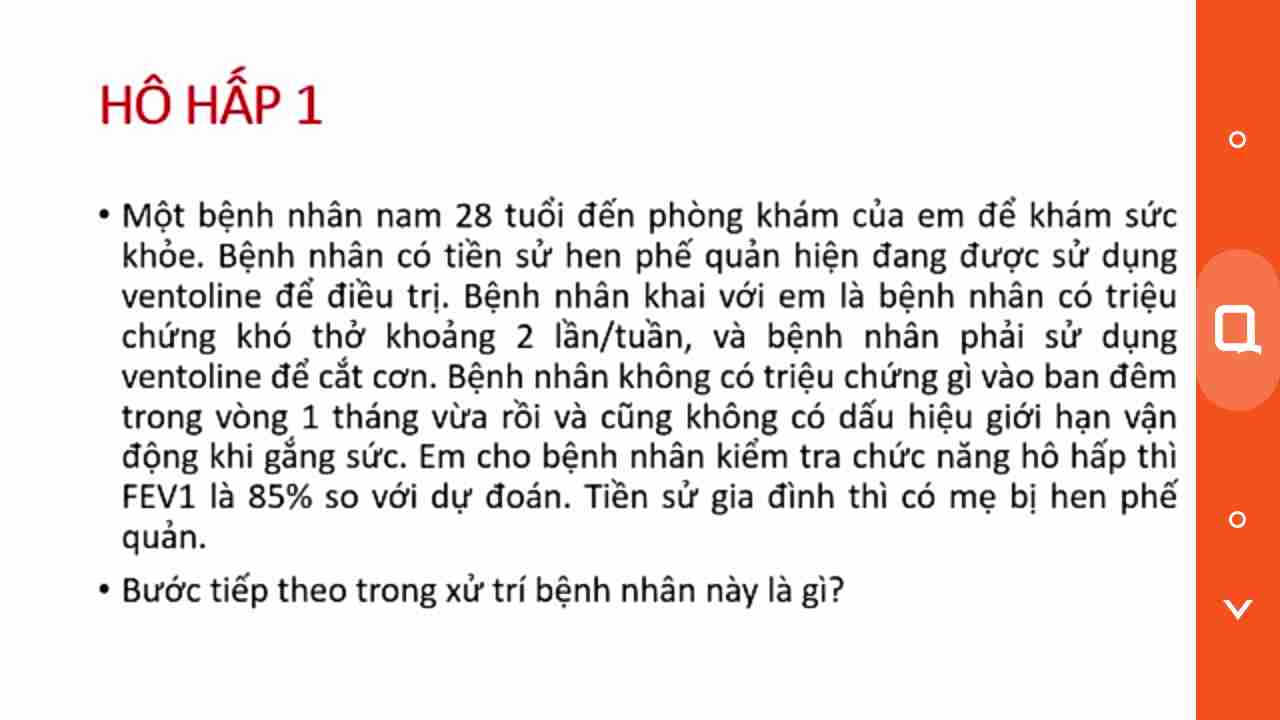 HÔ HẤP 1
• Một bệnh nhân nam 28 tuổi đến phòng khám của em để khám sức
khỏe. Bệnh nhân có tiền sử hen phế quản hiện đang được sử dụng
ventoline để điều trị. Bệnh nhân khai với em là bệnh nhân có triệu
chứng khó thở khoảng 2 lần/tuần, và bệnh nhân phải sử dụng
ventoline để cắt cơn. Bệnh nhân không có triệu chứng gì vào ban đêm
trong vòng 1 tháng vừa rồi và cũng không có dấu hiệu giới hạn vận
động khi gắng sức. Em cho bệnh nhân kiểm tra chức năng hô hấp thì
FEV1 là 85% so với dự đoán. Tiền sử gia đình thì có mẹ bị hen phế
quản.
• Bước tiếp theo trong xử trí bệnh nhân này là gì?